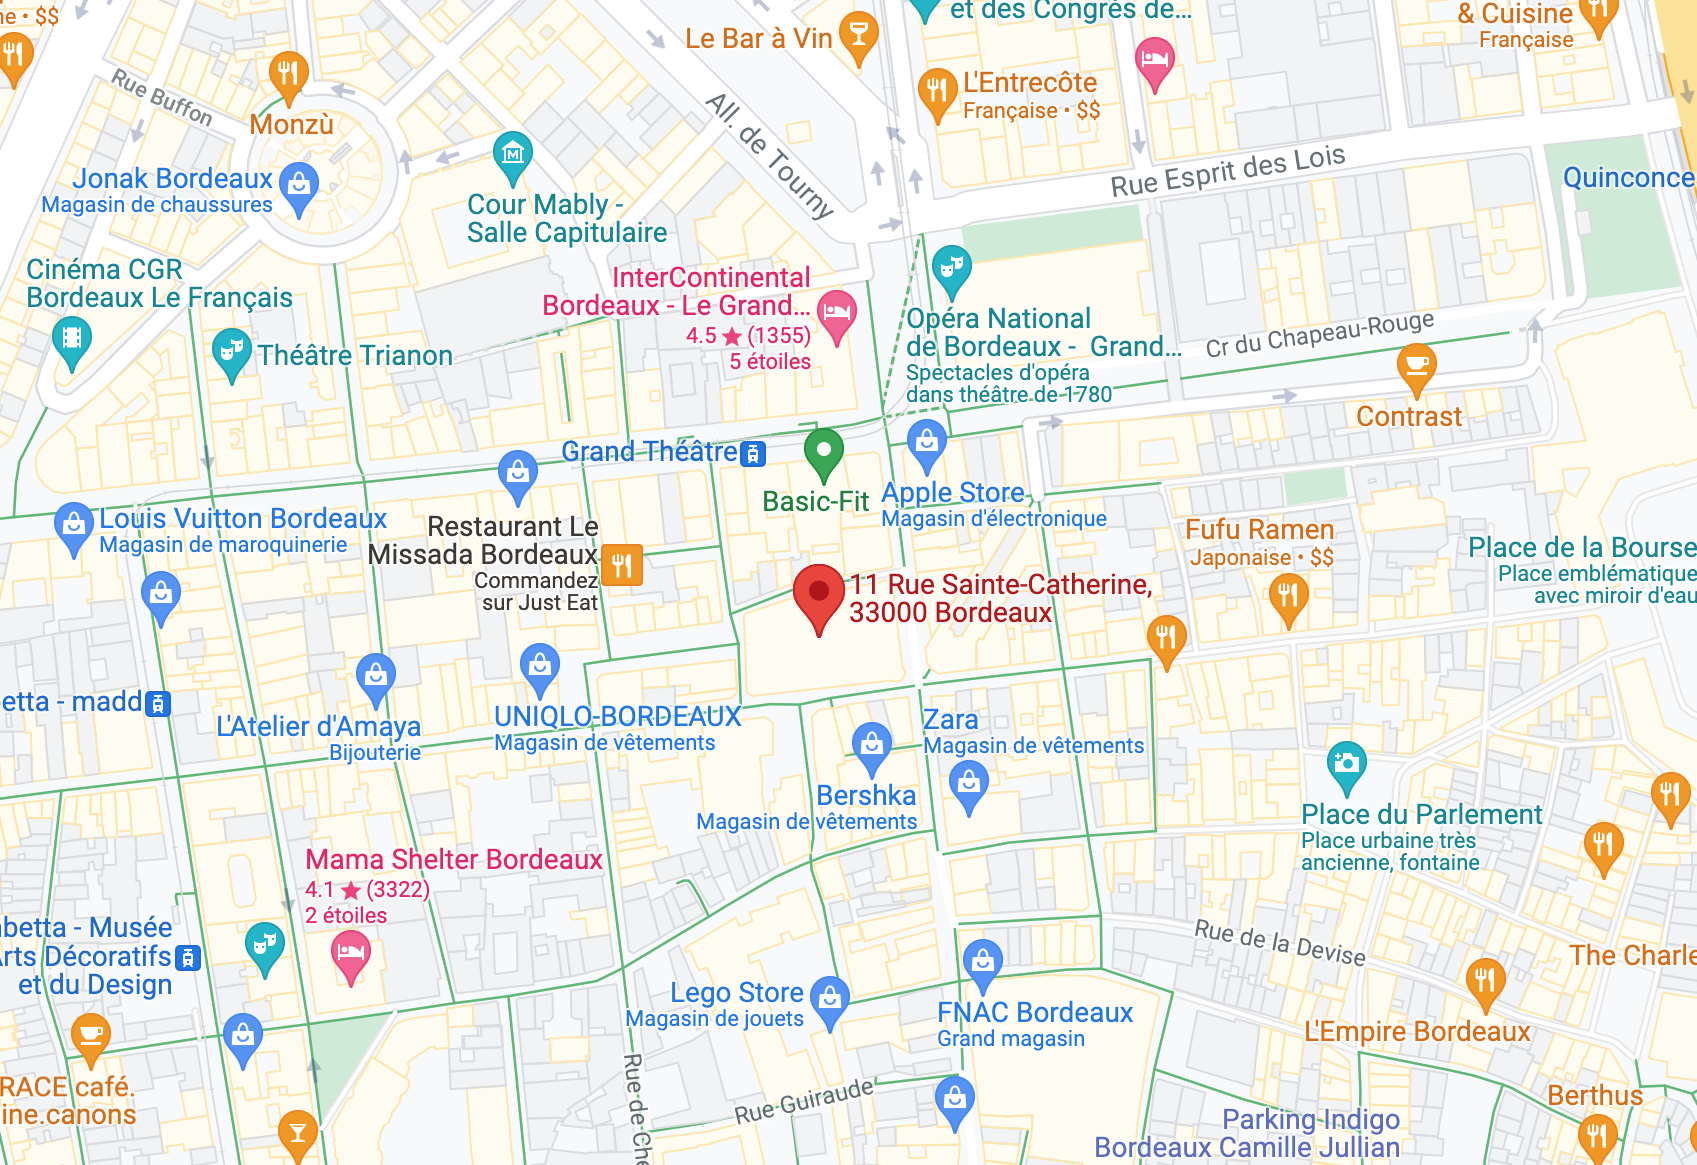 ne • $$
Le Bar à Vin
et des Congrès de...
& Cuisine
Française
Rue Buffon
Monzù
L'Entrecôte
Française • $$
All. de Tourny
Rue Esprit des Lois
Jonak Bordeaux
Magasin de chaussures
Cour Mably -
Salle Capitulaire
Quinconce
Cinéma CGR
Bordeaux Le Français
InterContinental
Bordeaux - Le Grand...
4.5 ★ (1355)
5 étoiles
Opéra National
de Bordeaux - Grand...
Spectacles d'opéra
dans théâtre de 1780
Cr du Chapeau-Rouge
Théâtre Trianon
Contrast
Grand Théâtre
Basic-Fit
Apple Store
Magasin d'électronique
Louis Vuitton Bordeaux
Magasin de maroquinerie
Restaurant Le
Missada Bordeaux
Commandez
sur Just Eat
Fufu Ramen
Japonaise • $$
Place de la Bourse
Place emblématique
avec miroir d'eau
11 Rue Sainte-Catherine,
33000 Bordeaux
etta - madd
L'Atelier d'Amaya
Bijouterie
UNIQLO-BORDEAUX
Magasin de vêtements
Zara
Magasin de vêtements
Bershka
Magasin de vêtements
Place du Parlement
Place urbaine très
ancienne, fontaine
Mama Shelter Bordeaux
4.1 ★ (3322)
2 étoiles
betta - Musée
Arts Décoratifs
et du Design
Rue de la Devise
The Charle
Lego Store
Magasin de jouets
FNAC Bordeaux
Grand magasin
L'Empire Bordeaux
RACE café.
ine.canons
Rue de Che
Rue Guiraude
Berthus
Parking Indigo
Bordeaux Camille Jullian